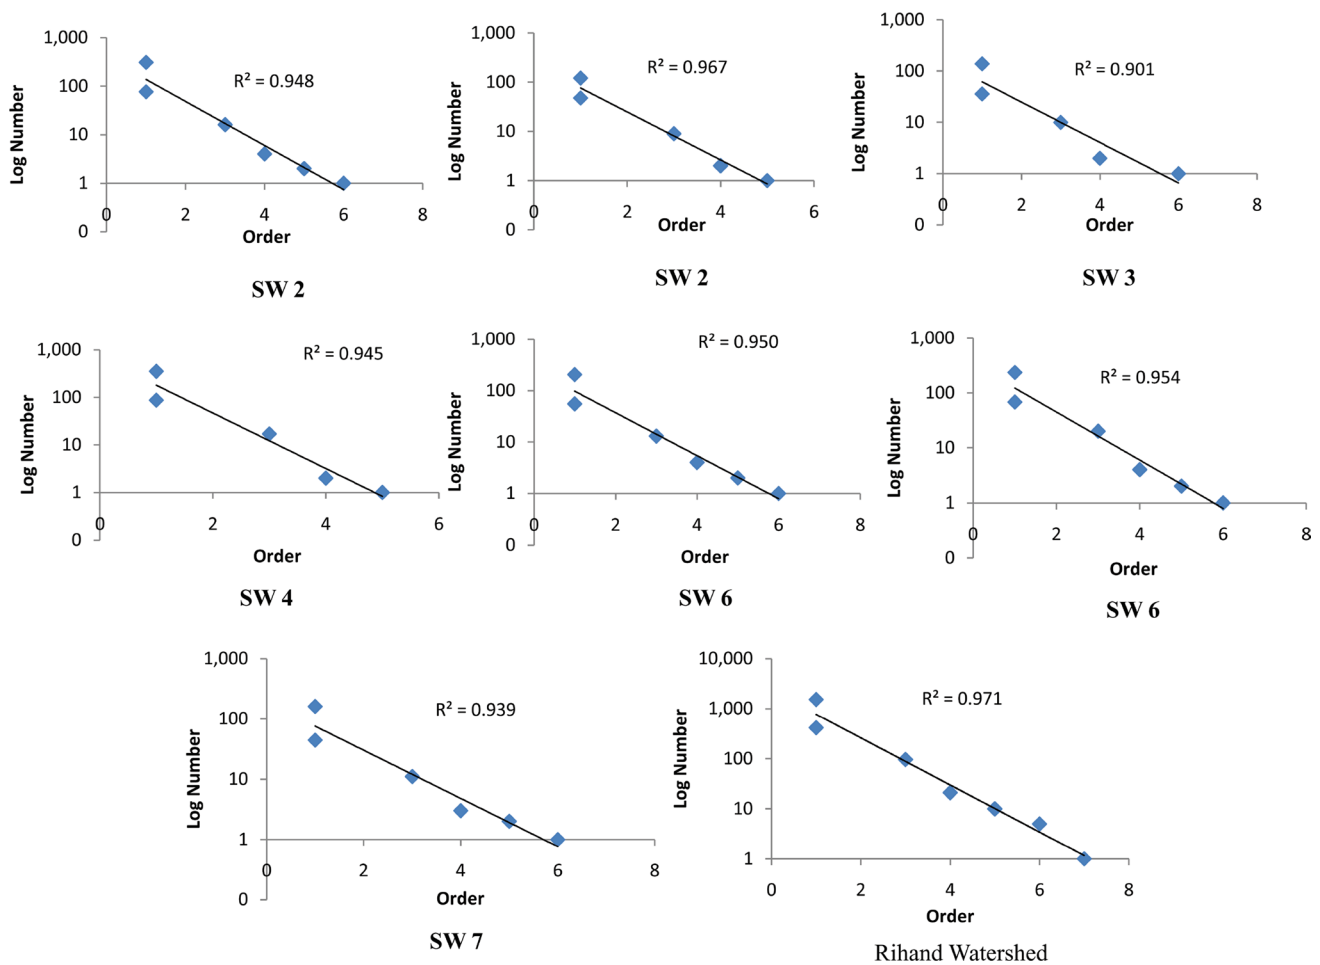 1,000
100
10
1
0
Log Number
R² = 0.948
0 2 4 6 8
Order
SW 2
1,000
100
10
1
0
Log Number
R² = 0.967
0 2 4 6
Order
SW 2
1,000
100
10
1
0
Log Number
R² = 0.901
0 2 4 6 8
Order
SW 3
1,000
100
10
1
0
Log Number
R² = 0.945
0 2 4 6
Order
SW 4
1,000
100
10
1
0
Log Number
R² = 0.950
0 2 4 6 8
Order
SW 6
1,000
100
10
1
0
Log Number
R² = 0.954
0 2 4 6 8
Order
SW 6
1,000
100
10
1
0
Log Number
R² = 0.939
0 2 4 6 8
Order
SW 7
10,000
1,000
100
10
1
Log Number
R² = 0.971
0 2 4 6 8
Order
Rihand Watershed